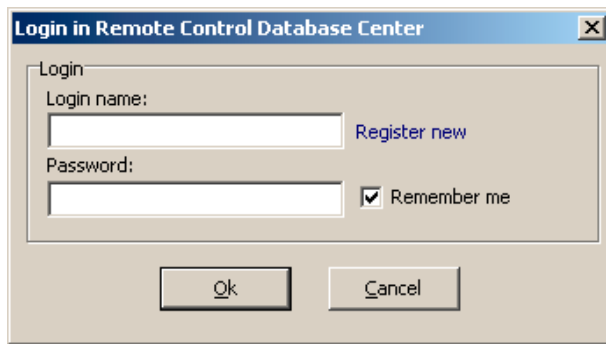 Login in Remote Control Database Center
Login
Login name:
Register new
Password:
Remember me
Ok
Cancel